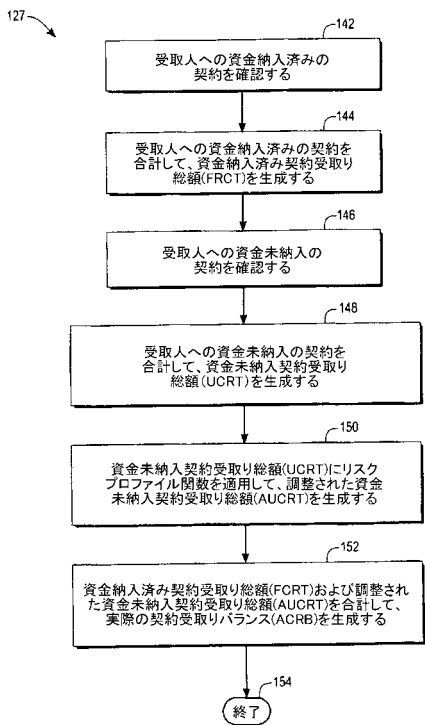 127
142
受取人への資金納入済みの
契約を確認する
144
受取人への資金納入済みの契約を
合計して、資金納入済み契約受取り
総額(FRCT)を生成する
146
受取人への資金未納入の
契約を確認する
148
受取人への資金未納入の契約を
合計して、資金未納入契約受取り
総額(UCRT)を生成する
150
資金未納入契約受取り総額(UCRT)にリスク
プロファイル関数を適用して、調整された資金
未納入契約受取り総額(AUCRT)を生成する
152
資金納入済み契約受取り総額(FCRT)および調整され
た資金未納入契約受取り総額(AUCRT)を合計して、
実際の契約受取りバランス(ACRB)を生成する
154
終了